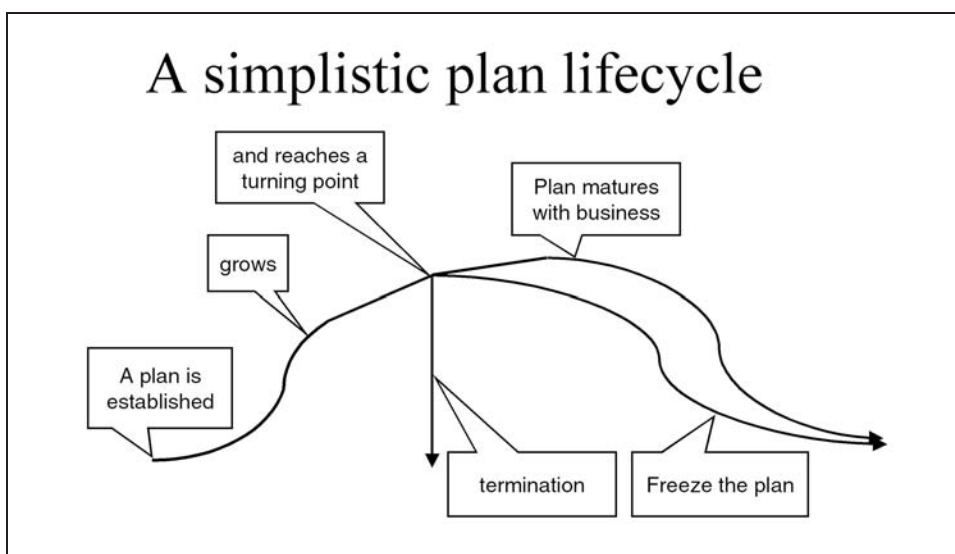 A simplistic plan lifecycle
and reaches a
turning point
Plan matures
with business
grows
A plan is
established
termination
Freeze the plan